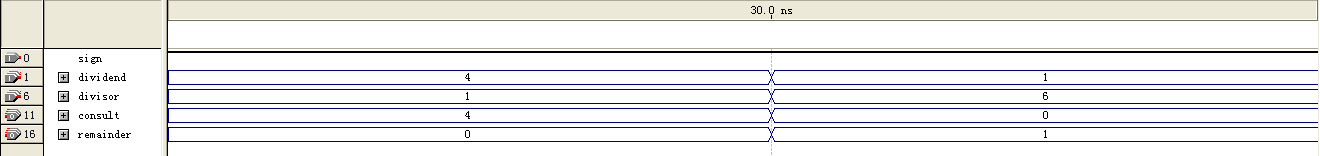 30.0 ns
0 sign
1 dividend 4 1
6 divisor 1 6
11 consult 4 0
16 remainder 0 1